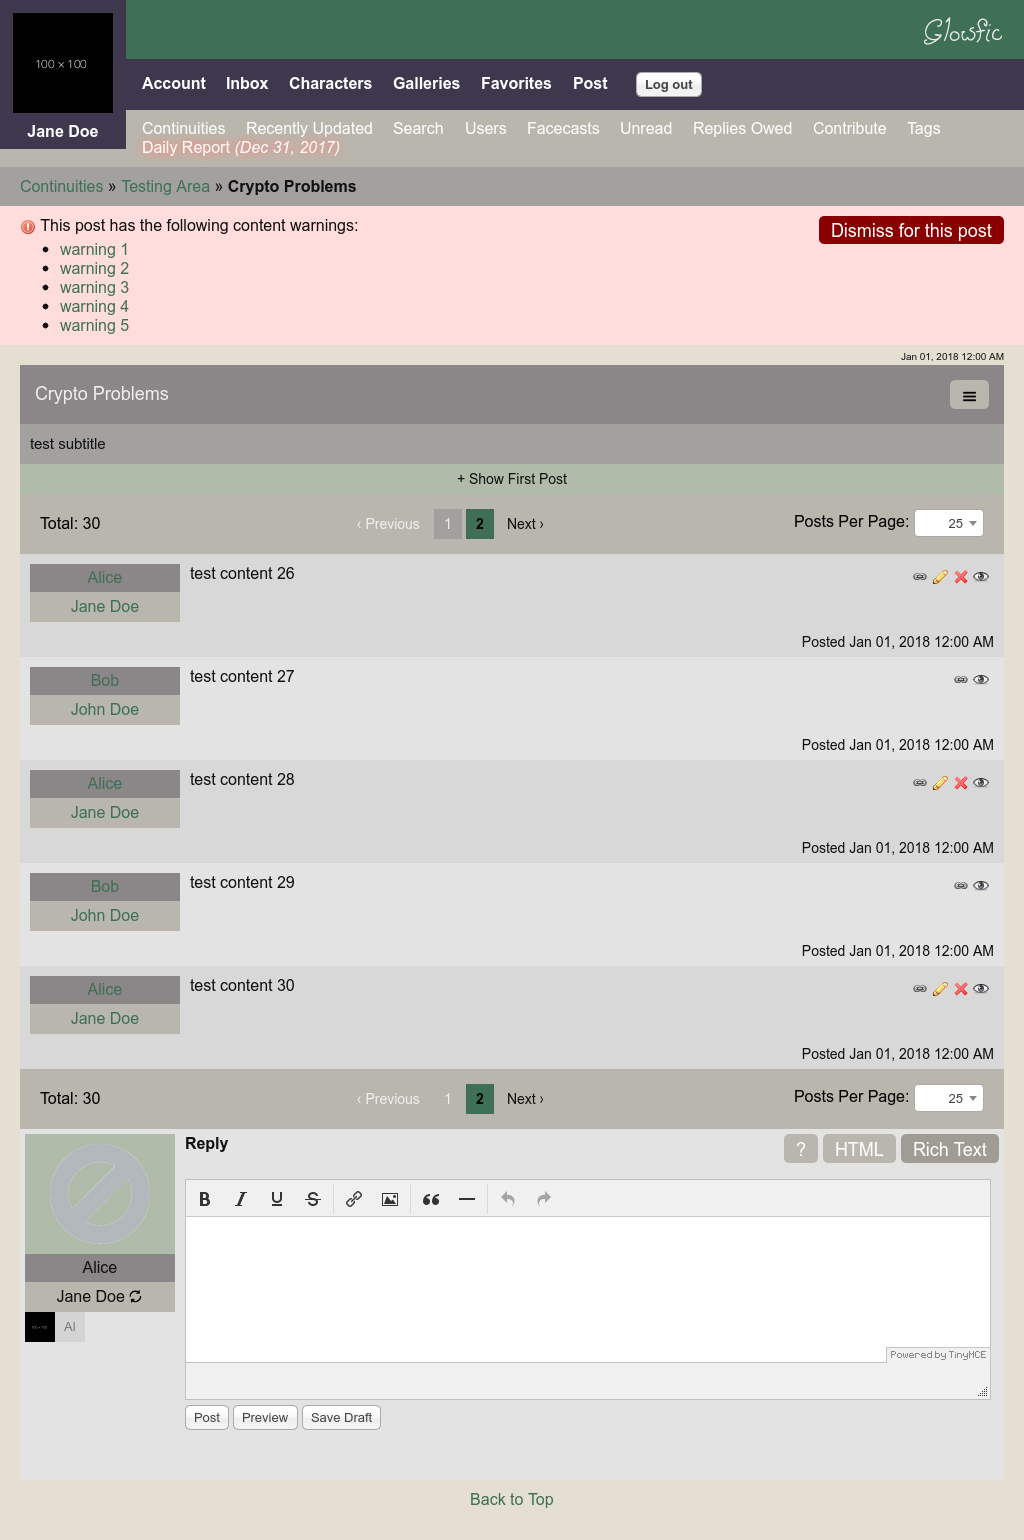 Glowfic
100 × 100
Jane Doe
Account Inbox Characters Galleries Favorites Post Log out
Continuities Recently Updated Search Users Facecasts Unread Replies Owed Contribute Tags
Daily Report (Dec 31, 2017)
Continuities » Testing Area » Crypto Problems
This post has the following content warnings:
Dismiss for this post
• warning 1
• warning 2
• warning 3
• warning 4
• warning 5
Jan 01, 2018 12:00 AM
Crypto Problems
test subtitle
+ Show First Post
Total: 30 ‹ Previous 1 2 Next › Posts Per Page: 25
Alice
Jane Doe
test content 26
Posted Jan 01, 2018 12:00 AM
Bob
John Doe
test content 27
Posted Jan 01, 2018 12:00 AM
Alice
Jane Doe
test content 28
Posted Jan 01, 2018 12:00 AM
Bob
John Doe
test content 29
Posted Jan 01, 2018 12:00 AM
Alice
Jane Doe
test content 30
Posted Jan 01, 2018 12:00 AM
Total: 30 ‹ Previous 1 2 Next › Posts Per Page: 25
Reply
? HTML Rich Text
B I U S
Alice
Jane Doe
Al
Powered by TinyMCE
Post Preview Save Draft
Back to Top